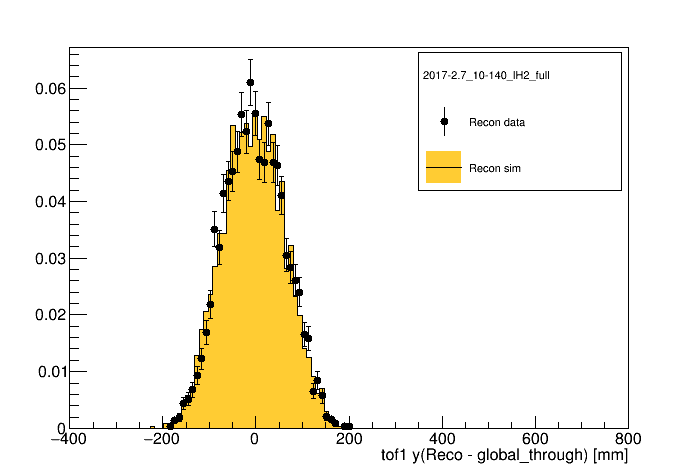 2017-2.7_10-140_lH2_full
Recon data
Recon sim
0.06
0.05
0.04
0.03
0.02
0.01
0
−400 −200 0 200 400 600 800
tof1 y(Reco - global_through) [mm]